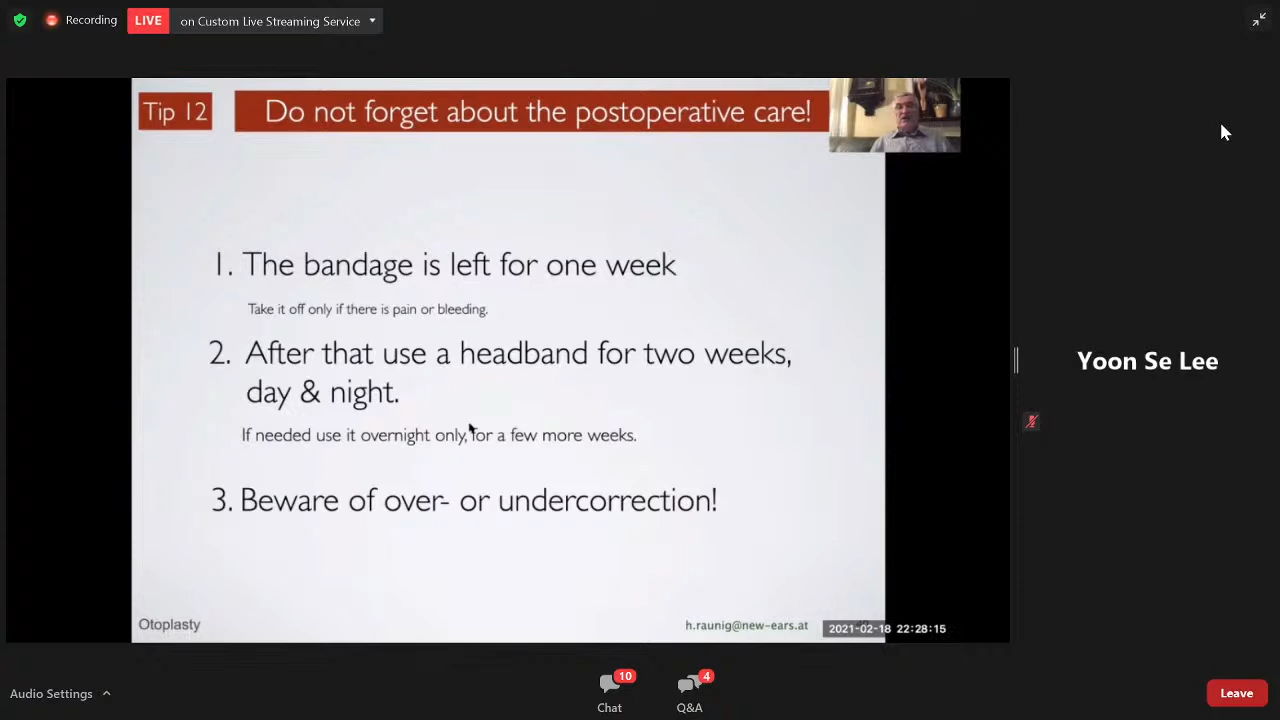 Recording
LIVE
on Custom Live Streaming Service
Tip 12
Do not forget about the postoperative care!
1. The bandage is left for one week
Take it off only if there is pain or bleeding.
2. After that use a headband for two weeks,
day & night.
If needed use it overnight only, for a few more weeks.
3. Beware of over- or undercorrection!
Otoplasty
h.raunig@new-ears.at
2021-02-18 22:28:15
Yoon Se Lee
Audio Settings
10
Chat
4
Q&A
Leave